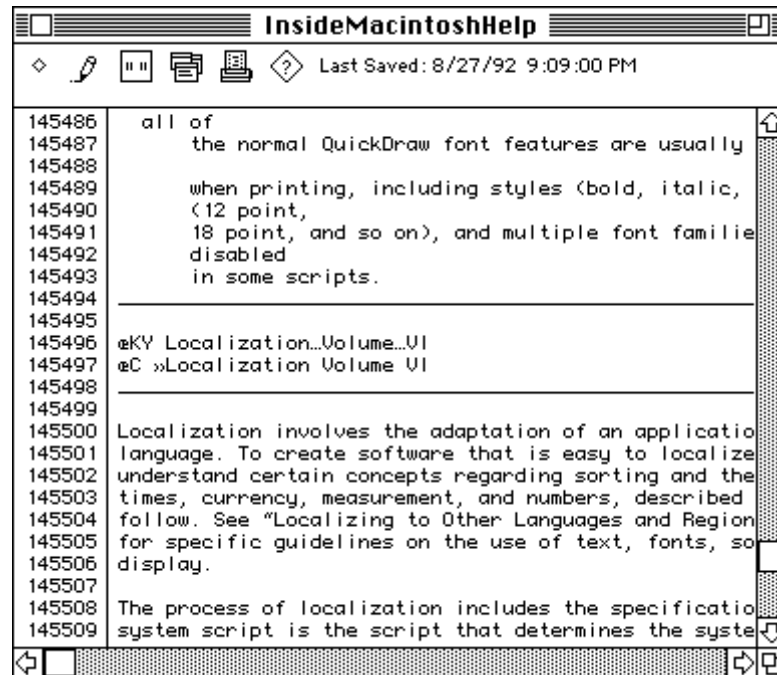 InsideMacintoshHelp
Last Saved: 8/27/92 9:09:00 PM
145486 all of
145487 the normal QuickDraw font features are usually
145488
145489 when printing, including styles (bold, italic,
145490 (12 point,
145491 18 point, and so on), and multiple font familie
145492 disabled
145493 in some scripts.
145494
145495
145496 œKY Localization…Volume…VI
145497 œC »Localization Volume VI
145498
145499
145500 Localization involves the adaptation of an applicatio
145501 language. To create software that is easy to localize
145502 understand certain concepts regarding sorting and the
145503 times, currency, measurement, and numbers, described
145504 follow. See “Localizing to Other Languages and Region
145505 for specific guidelines on the use of text, fonts, so
145506 display.
145507
145508 The process of localization includes the specificatio
145509 system script is the script that determines the syste